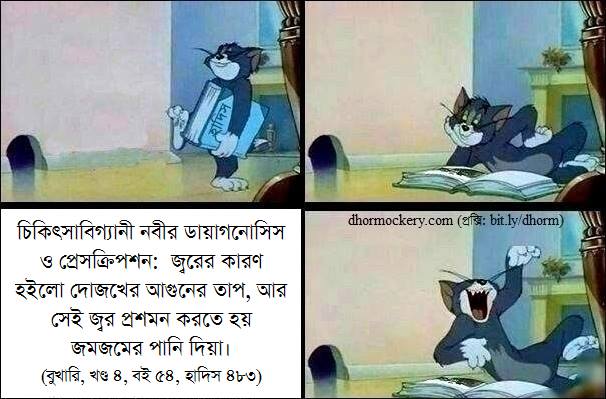 চিকিৎসাবিগ্যানী নবীর ডায়াগনোসিস
ও প্রেসক্রিপশন: জ্বরের কারণ
হইলো দোজখের আগুনের তাপ, আর
সেই জ্বর প্রশমন করতে হয়
জমজমের পানি দিয়া।
(বুখারি, খণ্ড ৪, বই ৫৪, হাদিস ৪৮৩)
dhormockery.com (প্রক্সি: bit.ly/dhorm)